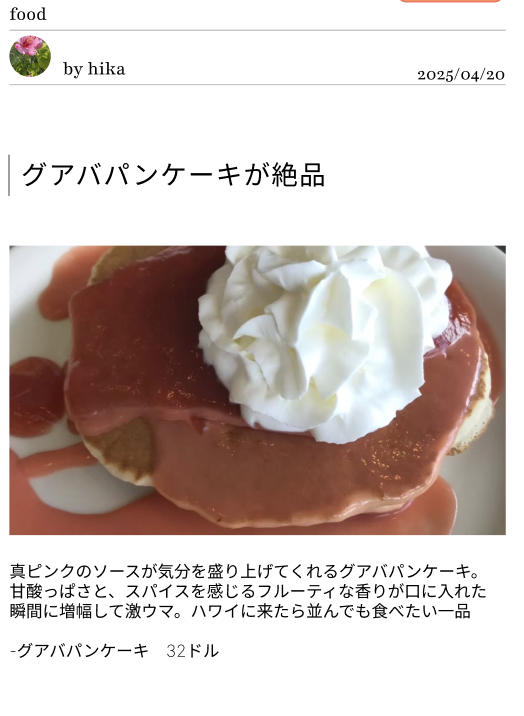 food
by hika
2025/04/20
グアバパンケーキが絶品
真ピンクのソースが気分を盛り上げてくれるグアバパンケーキ。
甘酸っぱさと、スパイスを感じるフルーティな香りが口に入れた
瞬間に増幅して激ウマ。ハワイに来たら並んでも食べたい一品
-グアバパンケーキ　32ドル